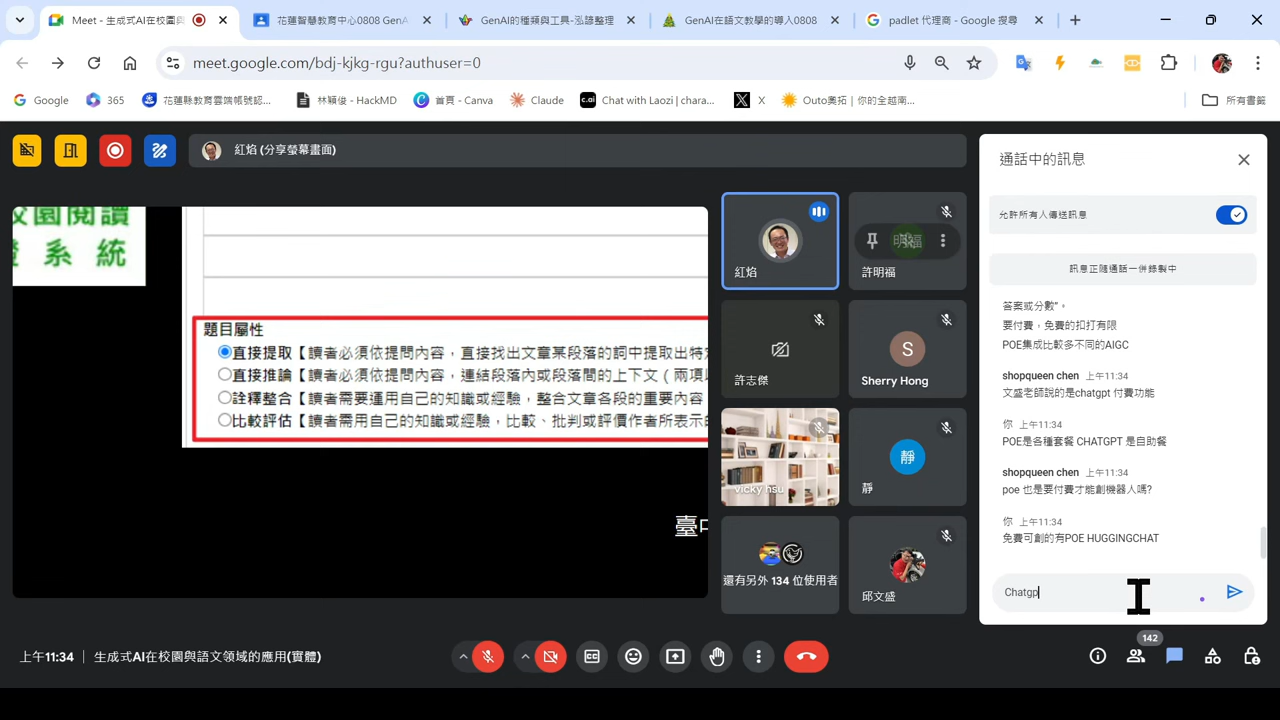 Meet - 生成式AI在校園與
花蓮智慧教育中心0808 GenA
GenAI的種類與工具-泓諺整理
GenAI在語文教學的導入0808
padlet 代理商 - Google 搜尋
meet.google.com/bdj-kjkg-rgu?authuser=0
Google
365
花蓮縣教育雲端帳號認...
林穎俊 - HackMD
首頁 - Canva
Claude
c.ai
Chat with Laozi | chara...
X
Outo奧拓 | 你的全越南...
所有書籤
紅焰 (分享螢幕畫面)
通話中的訊息
允許所有人傳送訊息
訊息正隨通話一併錄製中
校園閱讀
證系統
題目屬性
直接提取【讀者必須依提問內容，直接找出文章某段落的詞中提取出特定
直接推論【讀者必須依提問內容，連結段落內或段落間的上下文（兩項以
詮釋整合【讀者需要運用自己的知識或經驗，整合文章各段的重要內容
比較評估【讀者需用自己的知識或經驗，比較、批判或評價作者所表示的
臺中
紅焰
明福
許明福
許志傑
S
Sherry Hong
vicky hsu
靜
靜
還有另外 134 位使用者
邱文盛
答案或分數"。
要付費，免費的扣打有限
POE集成比較多不同的AIGC
shopqueen chen 上午11:34
文盛老師說的是chatgpt 付費功能
你 上午11:34
POE是各種套餐 CHATGPT 是自助餐
shopqueen chen 上午11:34
poe 也是要付費才能創機器人嗎?
你 上午11:34
免費可創的有POE HUGGINGCHAT
Chatgp
上午11:34 | 生成式AI在校園與語文領域的應用(實體)
142